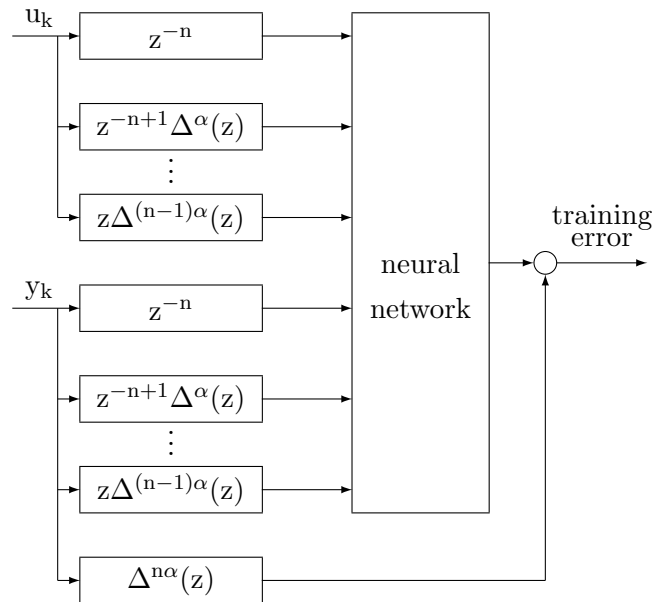 u_k
z^{-n}
z^{-n+1}Δ^α(z)
⋮
zΔ^{(n−1)α}(z)
training
error
neural
network
y_k
z^{-n}
z^{-n+1}Δ^α(z)
⋮
zΔ^{(n−1)α}(z)
Δ^{nα}(z)